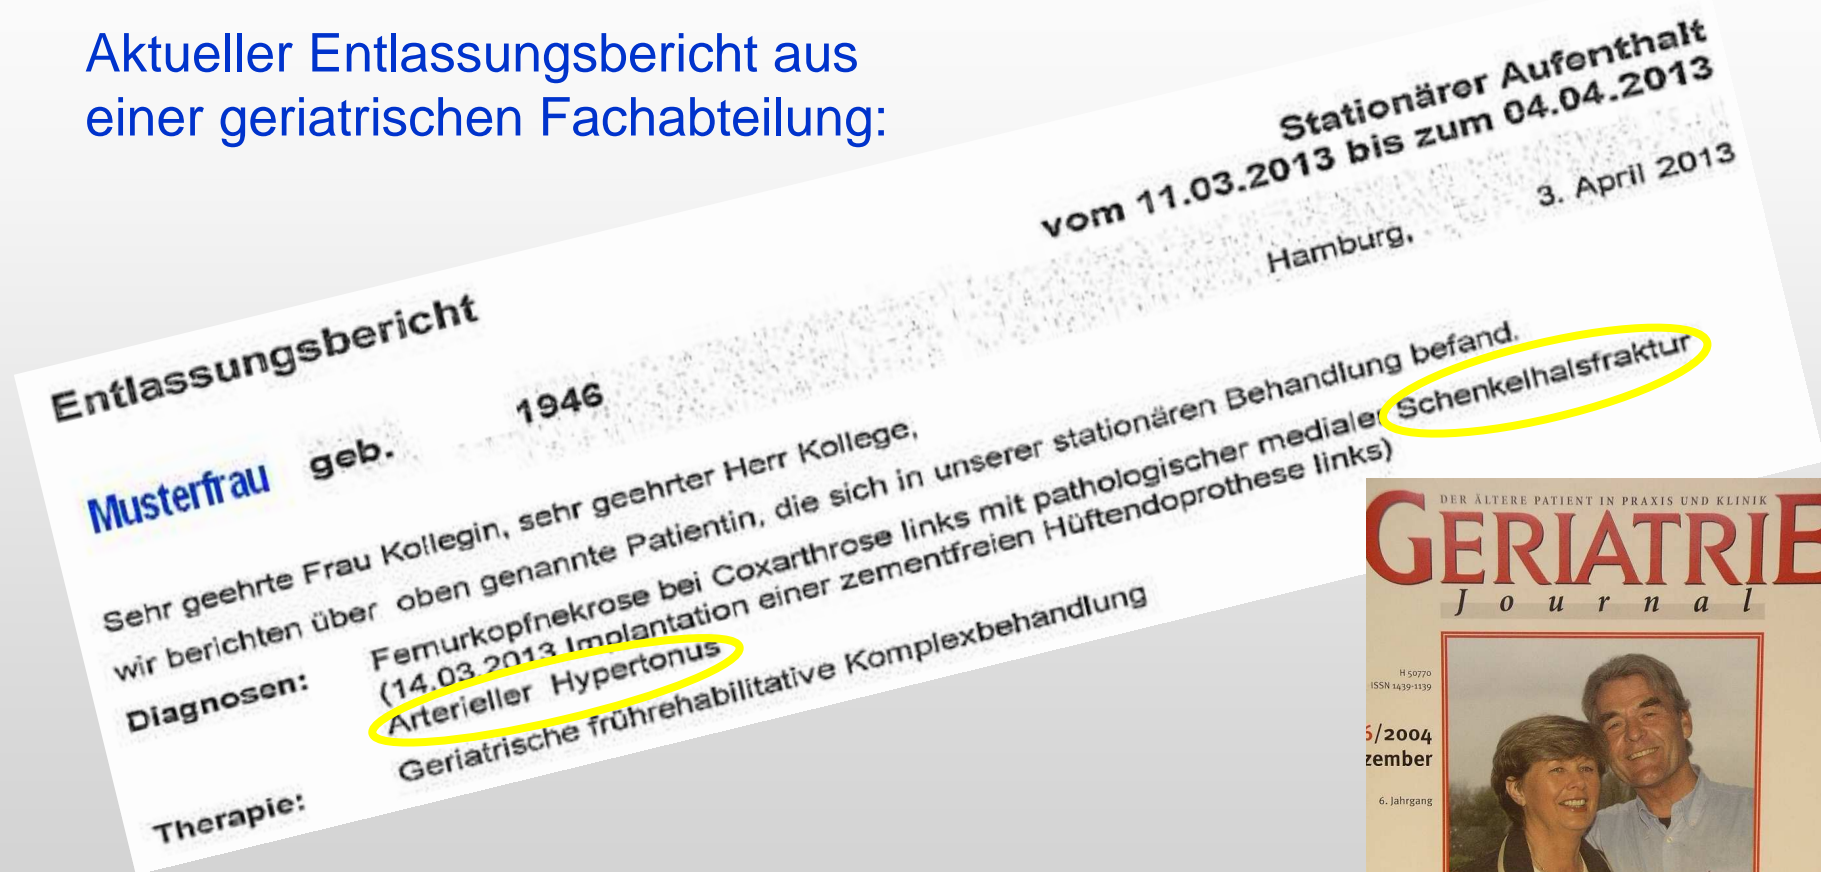 Aktueller Entlassungsbericht aus
einer geriatrischen Fachabteilung:
Stationärer Aufenthalt
vom 11.03.2013 bis zum 04.04.2013
Hamburg, 3. April 2013
Entlassungsbericht
Musterfrau geb. 1946
Sehr geehrte Frau Kollegin, sehr geehrter Herr Kollege,
wir berichten über oben genannte Patientin, die sich in unserer stationären Behandlung befand.
Diagnosen: Femurkopfnekrose bei Coxarthrose links mit pathologischer medialer Schenkelhalsfraktur
(14.03.2013 Implantation einer zementfreien Hüftendoprothese links)
Arterieller Hypertonus
Therapie: Geriatrische frührehabilitative Komplexbehandlung
DER ÄLTERE PATIENT IN PRAXIS UND KLINIK
GERIATRIE
Journal
H 50770
ISSN 1439-1139
6/2004
zember
6. Jahrgang